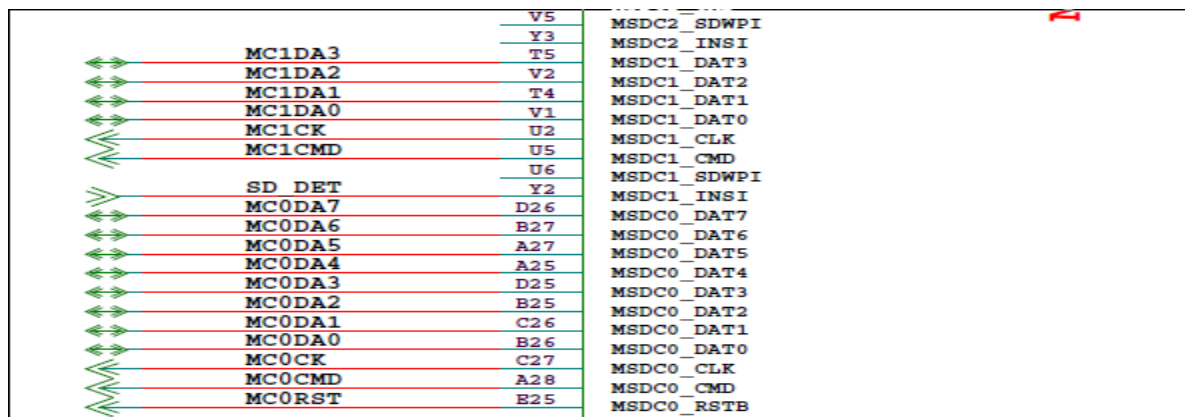 V5 MSDC2_SDWPI
Y3 MSDC2_INSI
MC1DA3 T5 MSDC1_DAT3
MC1DA2 V2 MSDC1_DAT2
MC1DA1 T4 MSDC1_DAT1
MC1DA0 V1 MSDC1_DAT0
MC1CK U2 MSDC1_CLK
MC1CMD U5 MSDC1_CMD
U6 MSDC1_SDWPI
SD_DET Y2 MSDC1_INSI
MC0DA7 D26 MSDC0_DAT7
MC0DA6 B27 MSDC0_DAT6
MC0DA5 A27 MSDC0_DAT5
MC0DA4 A25 MSDC0_DAT4
MC0DA3 D25 MSDC0_DAT3
MC0DA2 B25 MSDC0_DAT2
MC0DA1 C26 MSDC0_DAT1
MC0DA0 B26 MSDC0_DAT0
MC0CK C27 MSDC0_CLK
MC0CMD A28 MSDC0_CMD
MC0RST E25 MSDC0_RSTB